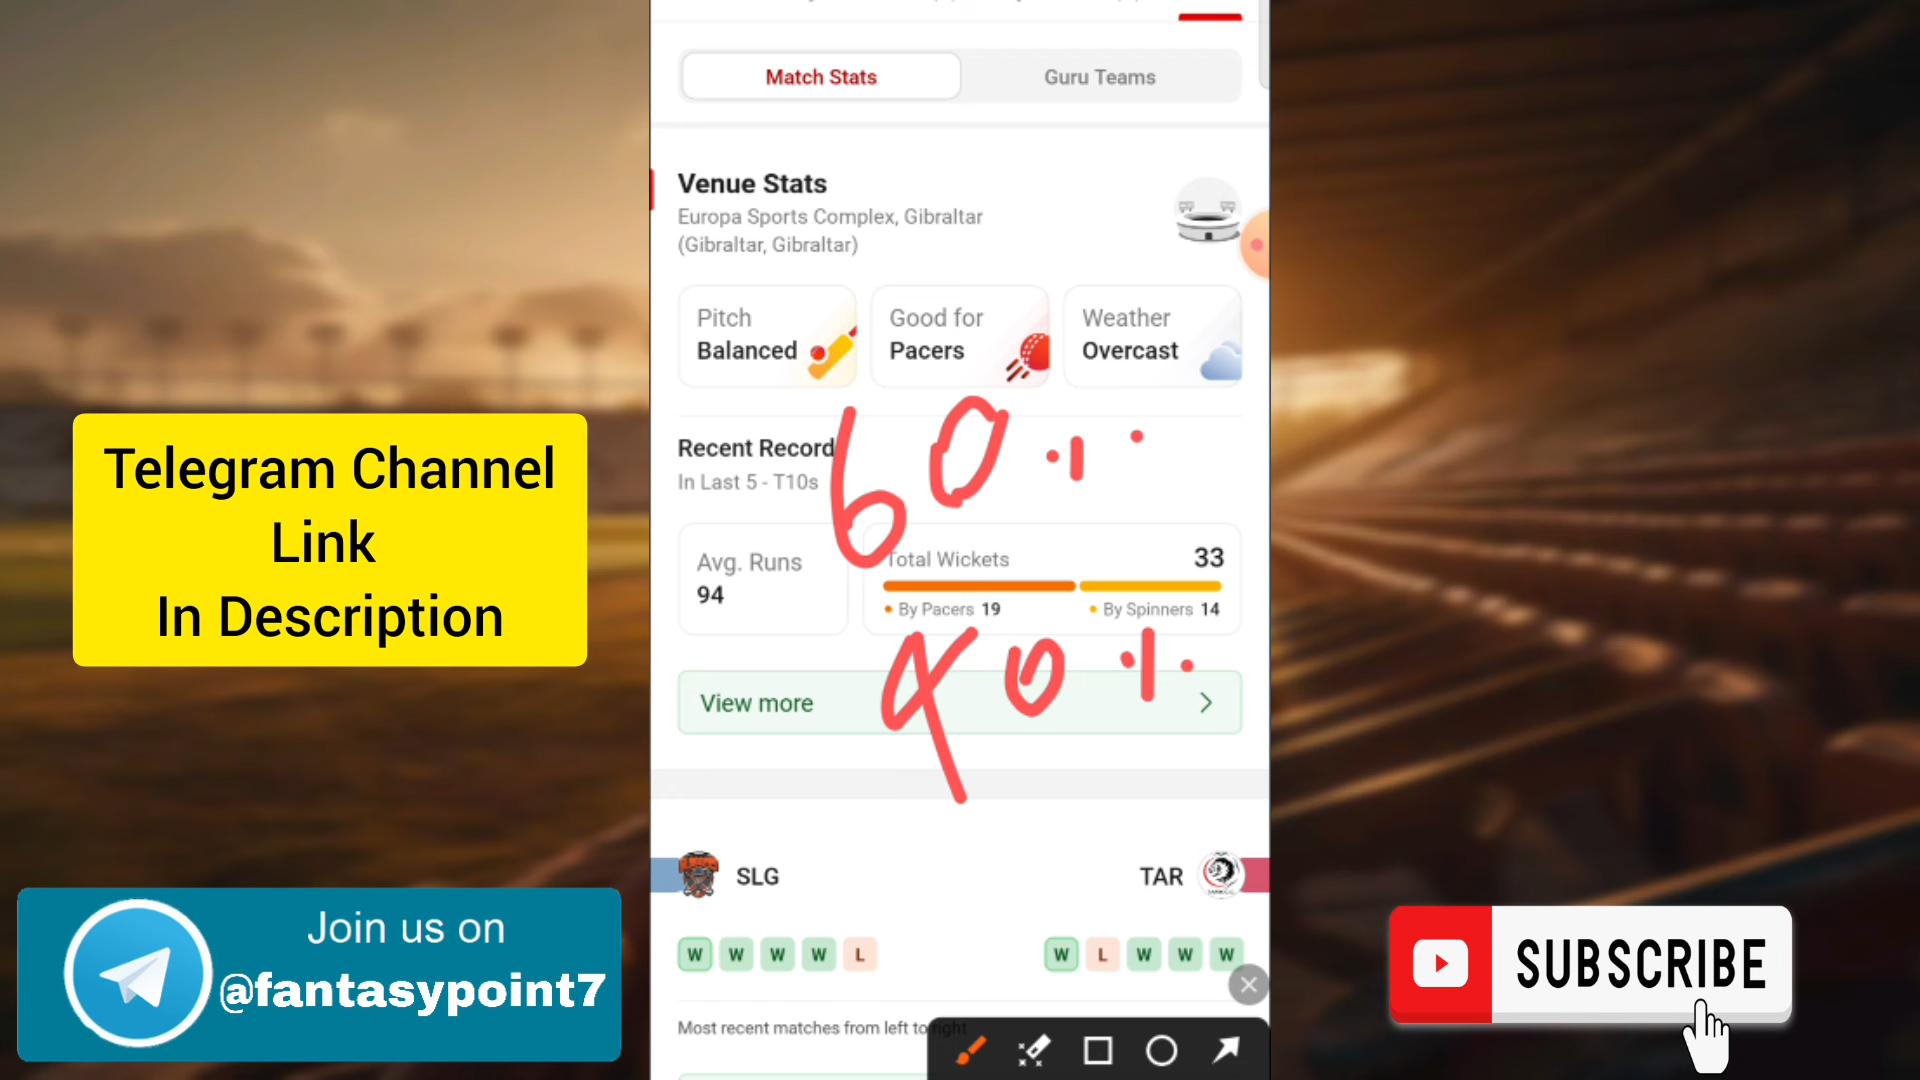 Match Stats
Guru Teams
Venue Stats
Europa Sports Complex, Gibraltar
(Gibraltar, Gibraltar)
Pitch
Balanced
Good for
Pacers
Weather
Overcast
60%
Recent Record
In Last 5 - T10s
Avg. Runs
94
Total Wickets
33
By Pacers 19
By Spinners 14
40%
View more
SLG
TAR
W W W W L
W L W W W
Most recent matches from left to right
Telegram Channel
Link
In Description
Join us on
@fantasypoint7
SUBSCRIBE